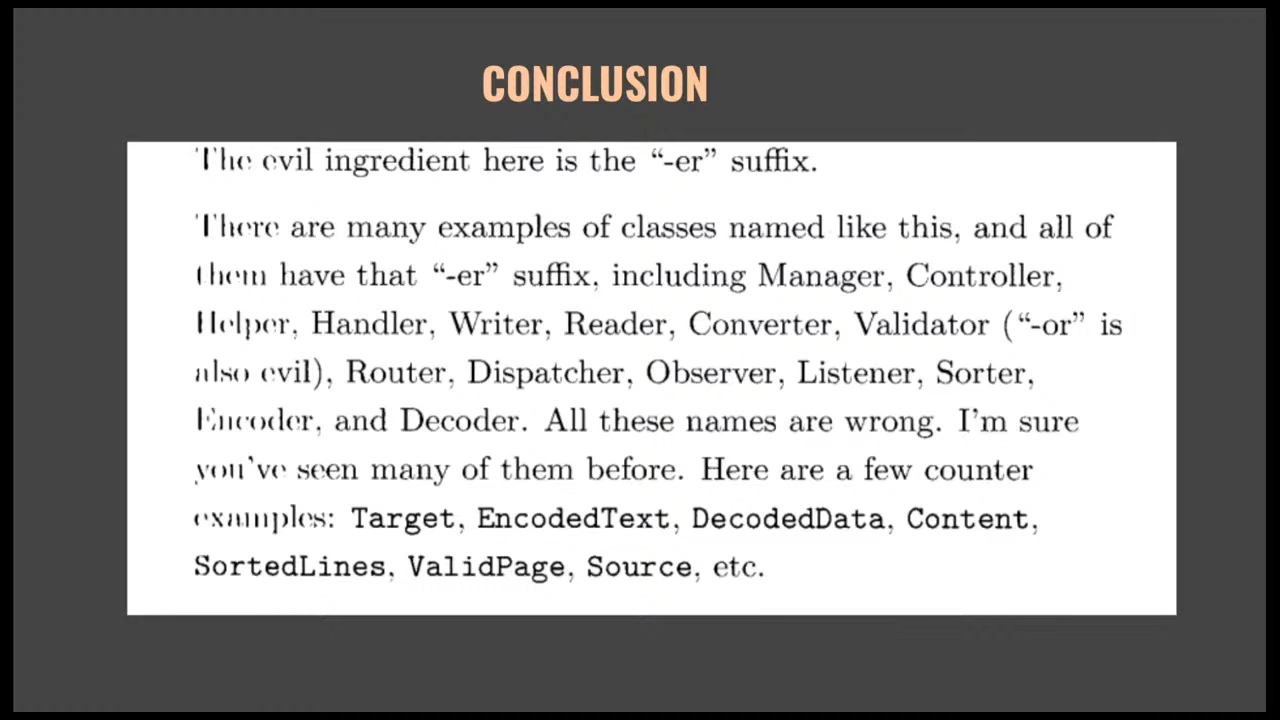 CONCLUSION
The evil ingredient here is the “-er” suffix.
There are many examples of classes named like this, and all of
them have that “-er” suffix, including Manager, Controller,
Helper, Handler, Writer, Reader, Converter, Validator (“-or” is
also evil), Router, Dispatcher, Observer, Listener, Sorter,
Encoder, and Decoder. All these names are wrong. I’m sure
you’ve seen many of them before. Here are a few counter
examples: Target, EncodedText, DecodedData, Content,
SortedLines, ValidPage, Source, etc.